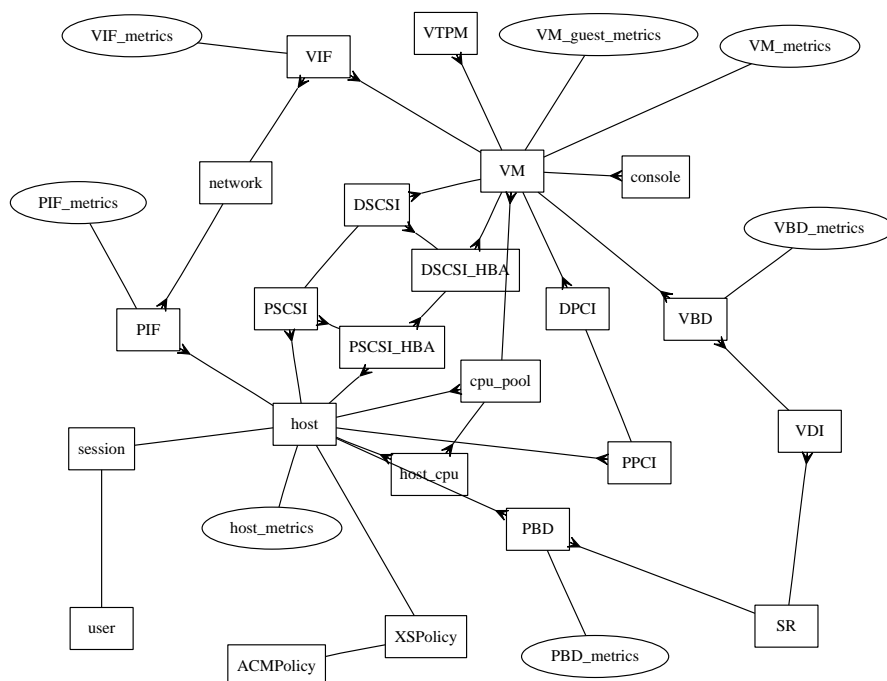 VIF_metrics
VTPM
VM_guest_metrics
VM_metrics
VIF
VM
console
network
DSCSI
PIF_metrics
VBD_metrics
DSCSI_HBA
PSCSI
DPCI
VBD
PIF
PSCSI_HBA
cpu_pool
host
VDI
session
PPCI
host_cpu
host_metrics
PBD
user
XSPolicy
SR
ACMPolicy
PBD_metrics